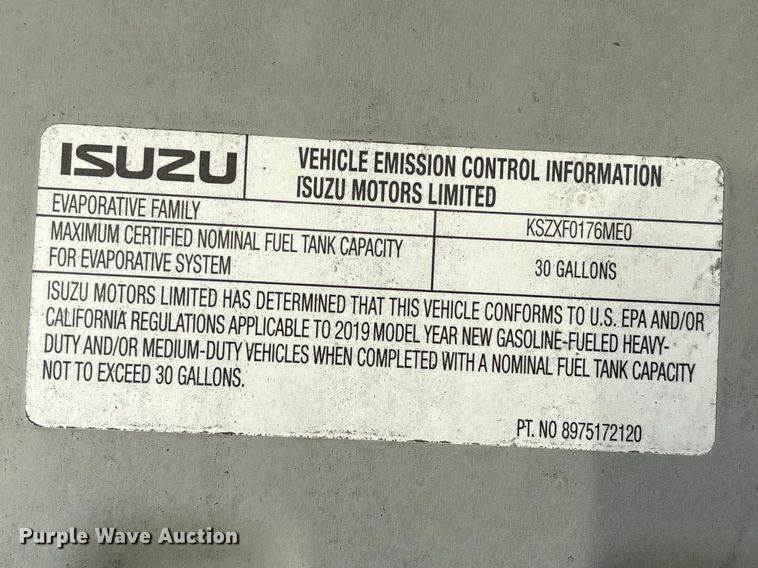 ISUZU
VEHICLE EMISSION CONTROL INFORMATION
ISUZU MOTORS LIMITED
EVAPORATIVE FAMILY
KSZXF0176ME0
MAXIMUM CERTIFIED NOMINAL FUEL TANK CAPACITY
FOR EVAPORATIVE SYSTEM
30 GALLONS
ISUZU MOTORS LIMITED HAS DETERMINED THAT THIS VEHICLE CONFORMS TO U.S. EPA AND/OR
CALIFORNIA REGULATIONS APPLICABLE TO 2019 MODEL YEAR NEW GASOLINE-FUELED HEAVY-
DUTY AND/OR MEDIUM-DUTY VEHICLES WHEN COMPLETED WITH A NOMINAL FUEL TANK CAPACITY
NOT TO EXCEED 30 GALLONS.
PT. NO 8975172120
Purple Wave Auction